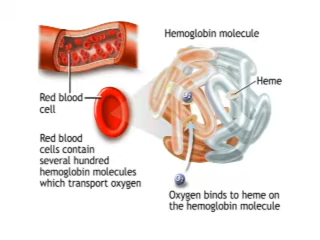 Hemoglobin molecule
Heme
Red blood
cell
Red blood
cells contain
several hundred
hemoglobin molecules
which transport oxygen
Oxygen binds to heme on
the hemoglobin molecule